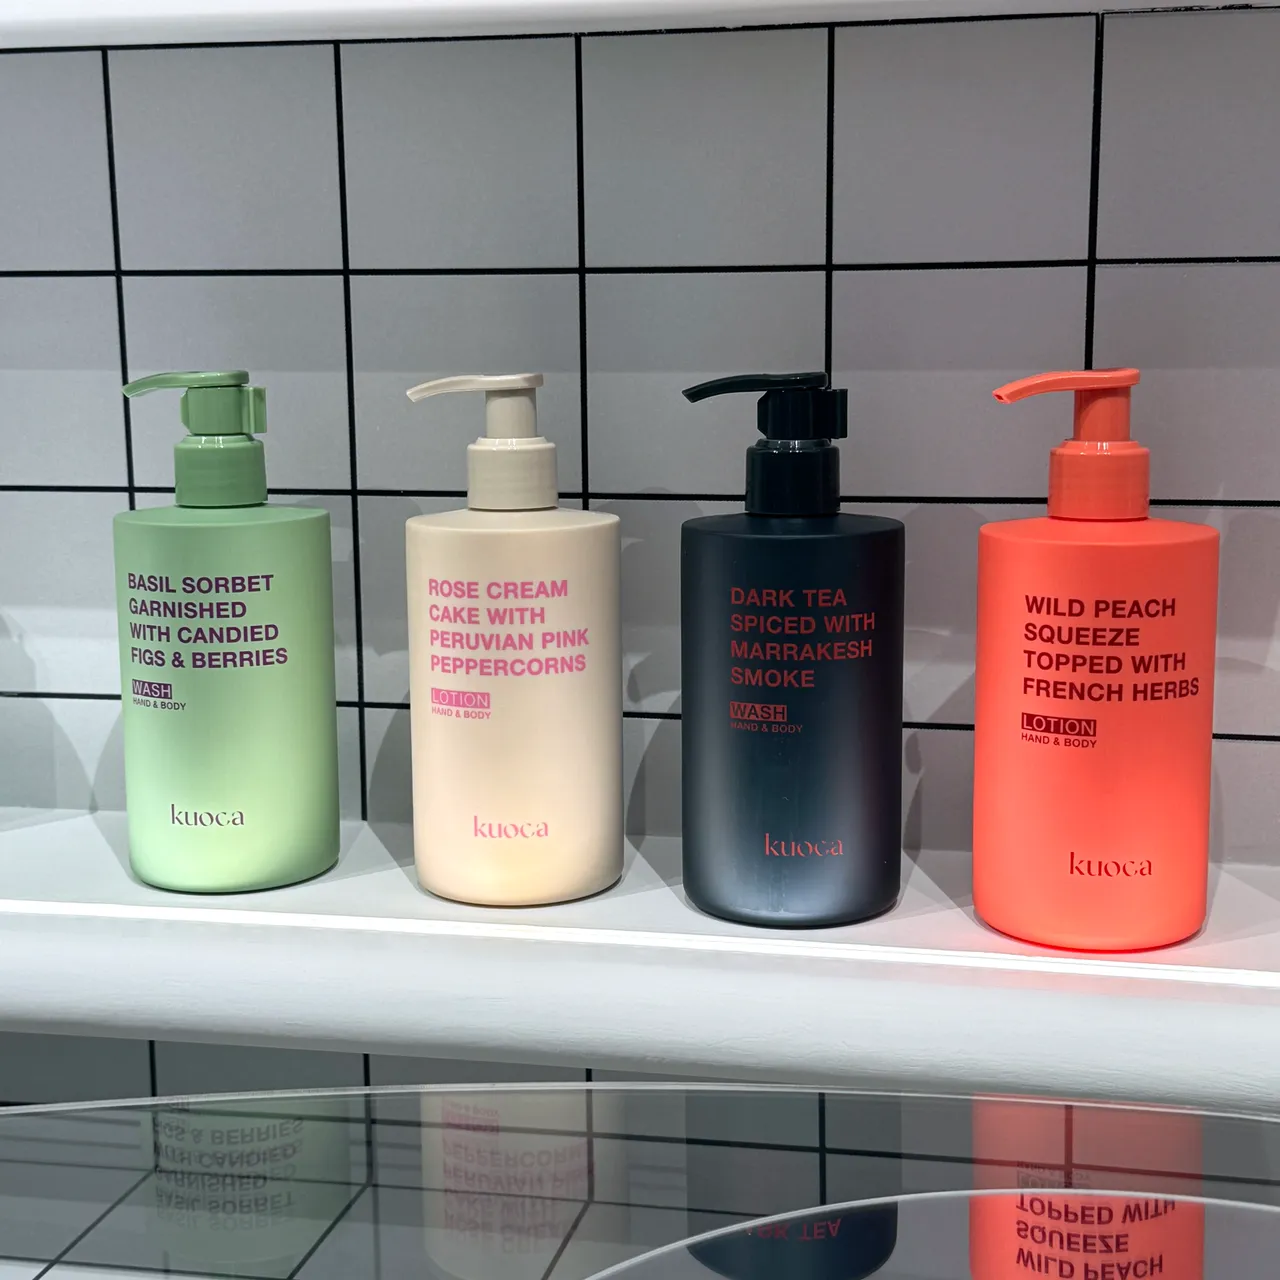 BASIL SORBET
GARNISHED
WITH CANDIED
FIGS & BERRIES
WASH
HAND & BODY
kuoca
ROSE CREAM
CAKE WITH
PERUVIAN PINK
PEPPERCORNS
LOTION
HAND & BODY
kuoca
DARK TEA
SPICED WITH
MARRAKESH
SMOKE
WASH
HAND & BODY
kuoca
WILD PEACH
SQUEEZE
TOPPED WITH
FRENCH HERBS
LOTION
HAND & BODY
kuoca